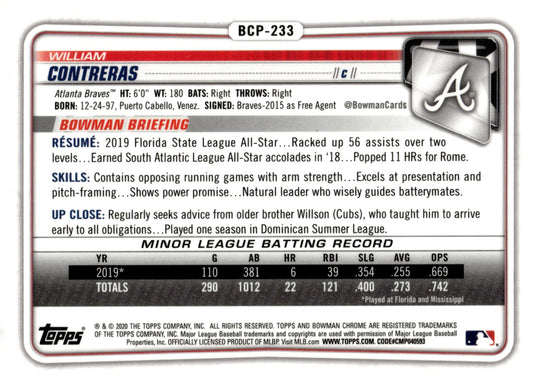 BCP-233
WILLIAM
CONTRERAS //C//
Atlanta Braves™ HT: 6'0" WT: 180 BATS: Right THROWS: Right
BORN: 12-24-97, Puerto Cabello, Venez. SIGNED: Braves-2015 as Free Agent @BowmanCards
A
BOWMAN BRIEFING
RÉSUMÉ: 2019 Florida State League All-Star...Racked up 56 assists over two
levels...Earned South Atlantic League All-Star accolades in '18...Popped 11 HRs for Rome.
SKILLS: Contains opposing running games with arm strength...Excels at presentation and
pitch-framing...Shows power promise...Natural leader who wisely guides batterymates.
UP CLOSE: Regularly seeks advice from older brother Willson (Cubs), who taught him to arrive
early to all obligations...Played one season in Dominican Summer League.
MINOR LEAGUE BATTING RECORD
YR G AB HR RBI SLG AVG OPS
2019* 110 381 6 39 .354 .255 .669
TOTALS 290 1012 22 121 .400 .273 .742
*Played at Florida and Mississippi
Topps
® & © 2020 THE TOPPS COMPANY, INC. ALL RIGHTS RESERVED. TOPPS AND BOWMAN CHROME ARE REGISTERED TRADEMARKS
OF THE TOPPS COMPANY, INC. Major League Baseball trademarks and copyrights are used with permission of Major League Baseball
Properties, Inc. OFFICIALLY LICENSED PRODUCT OF MLBP. Visit MLB.com WWW.TOPPS.COM. CODE#CMP040593